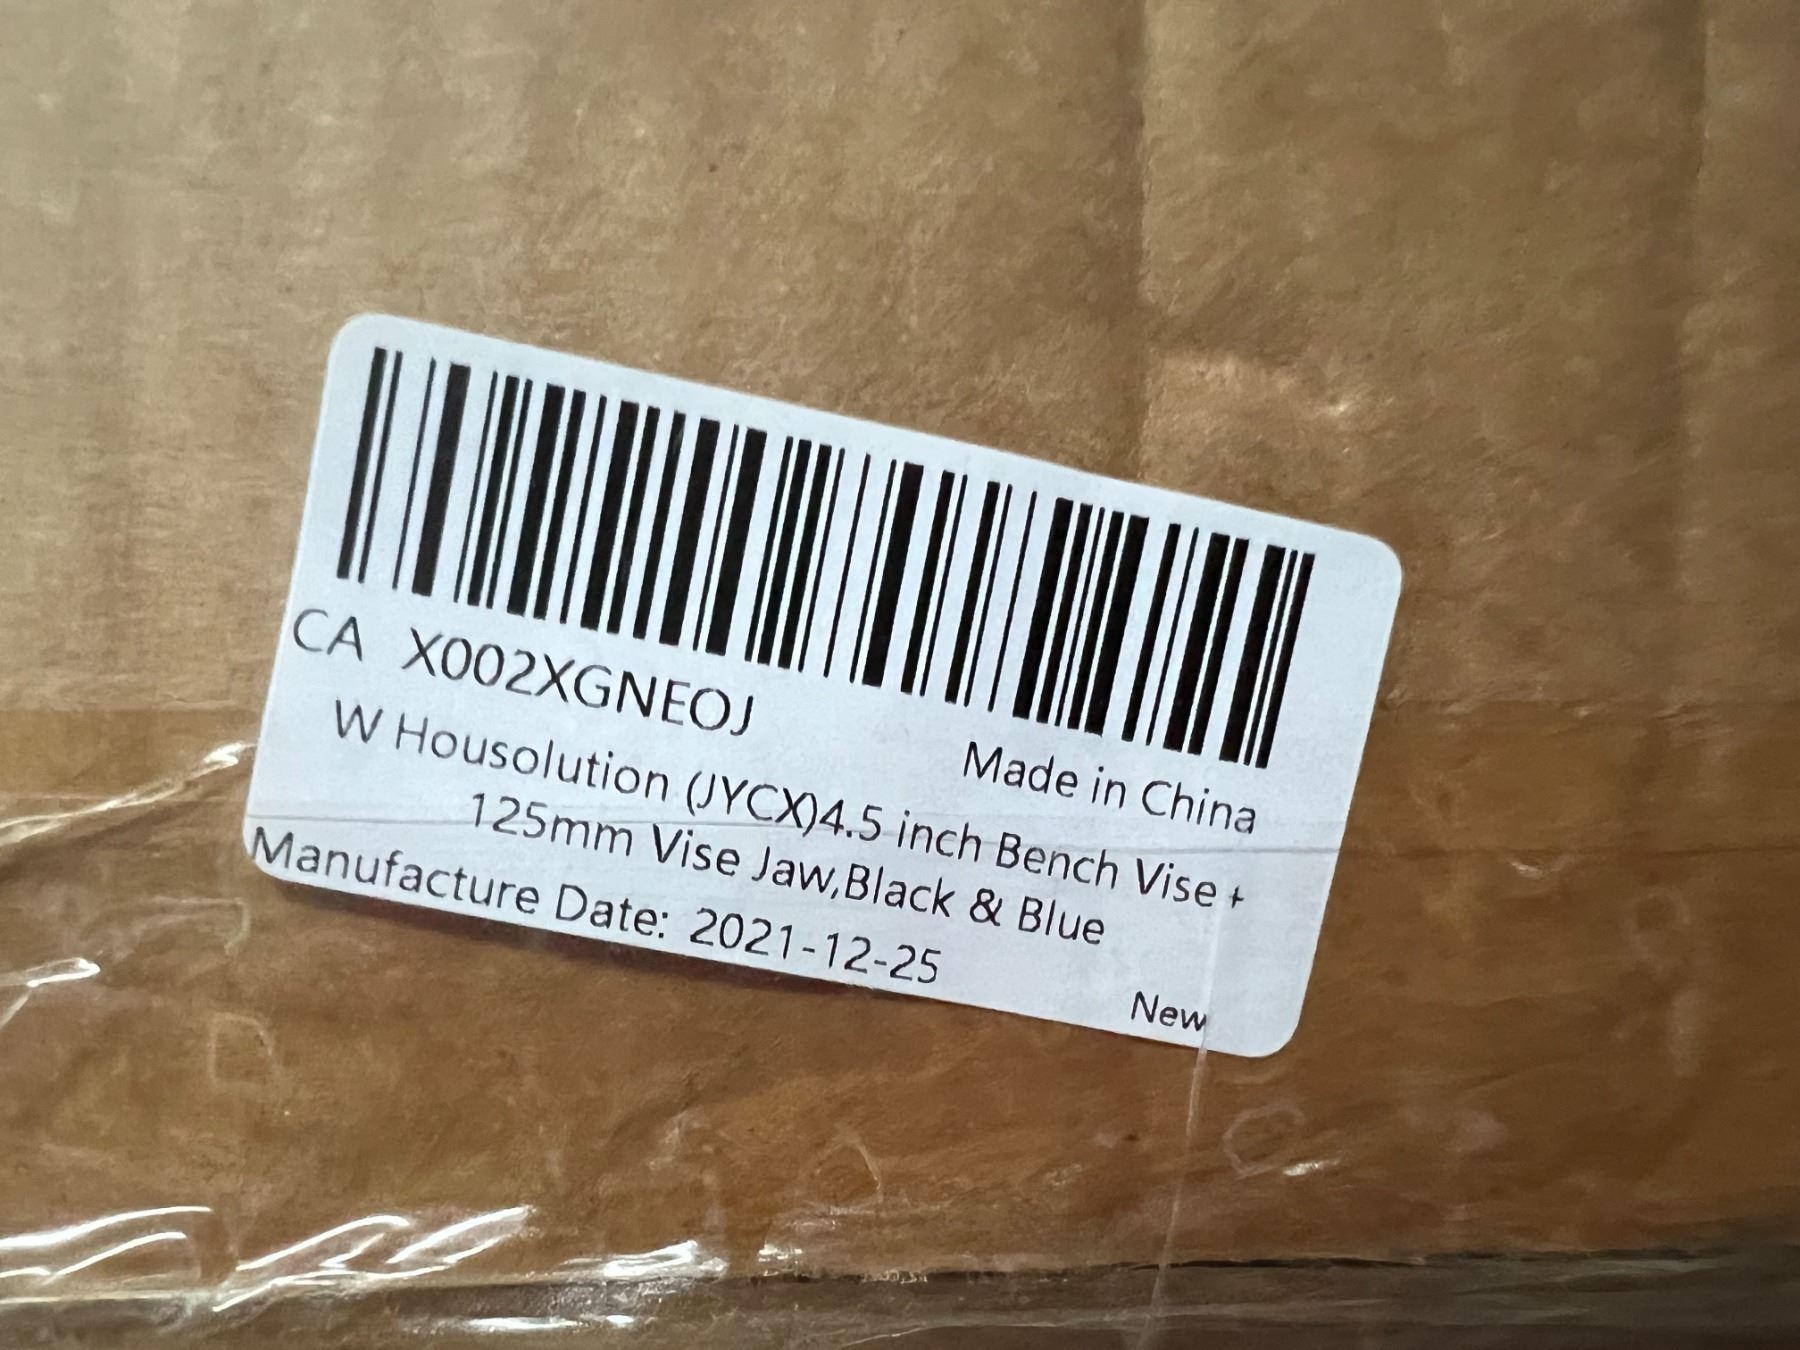 CA X002XGNEOJ
Made in China
W Housolution (JYCX)4.5 inch Bench Vise +
125mm Vise Jaw,Black & Blue
Manufacture Date: 2021-12-25
New